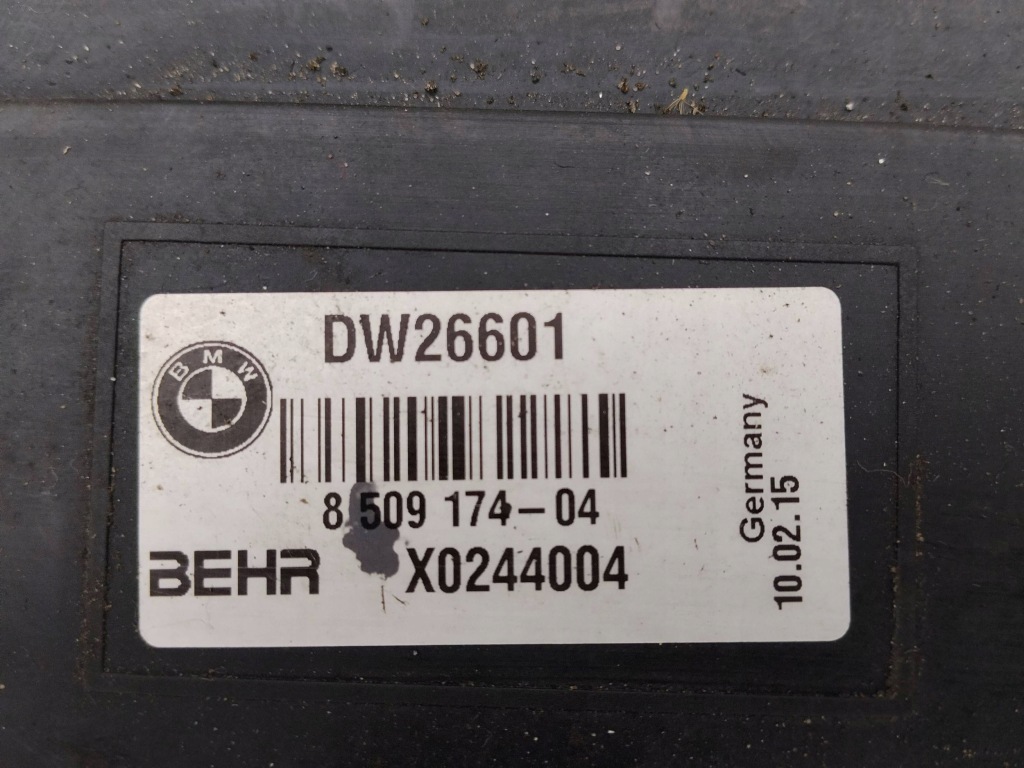 DW26601
BMW
8 509 174-04
BEHR X0244004
Germany
10.02.15